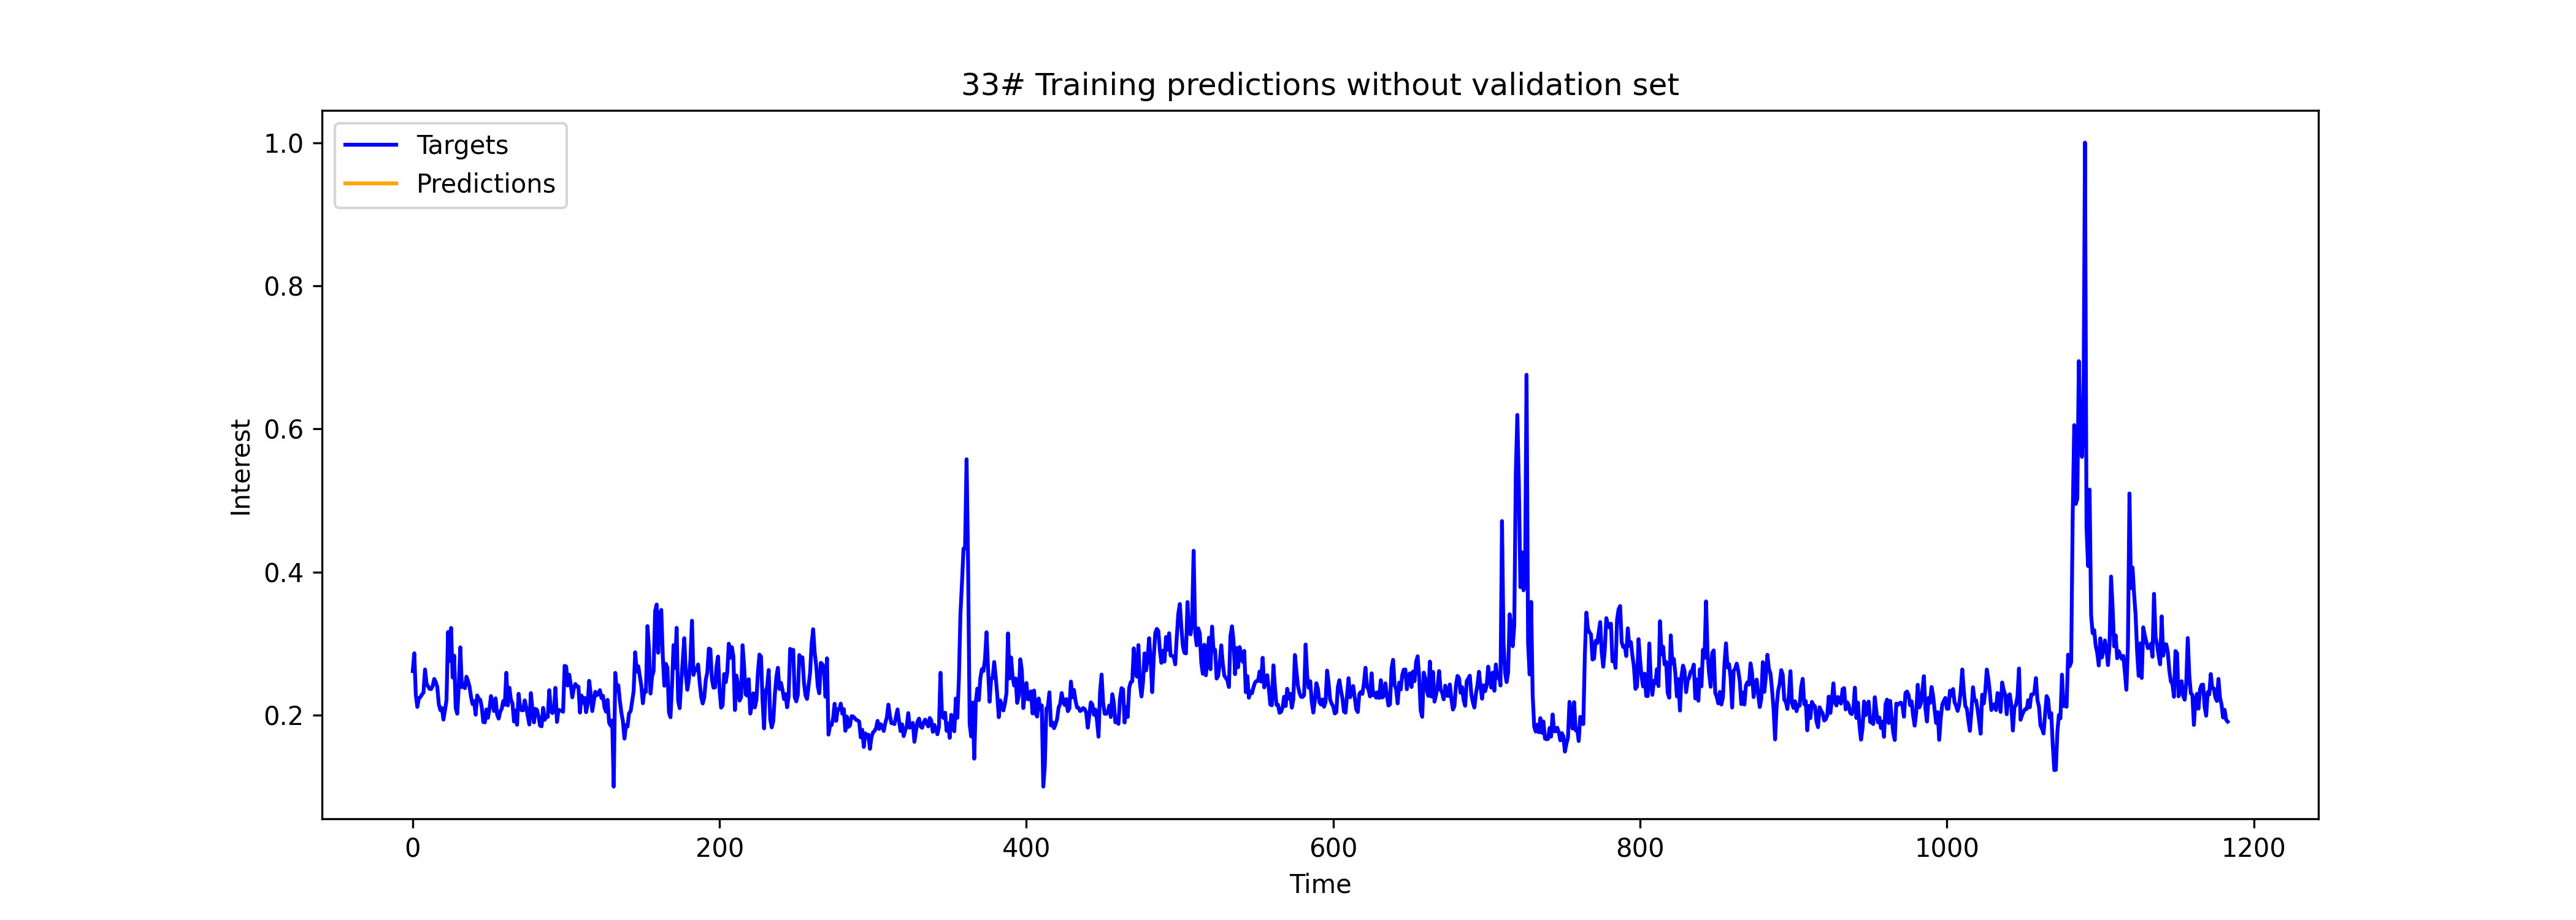 33# Training predictions without validation set
Targets
Predictions
1.0
0.8
0.6
0.4
0.2
Interest
0 200 400 600 800 1000 1200
Time